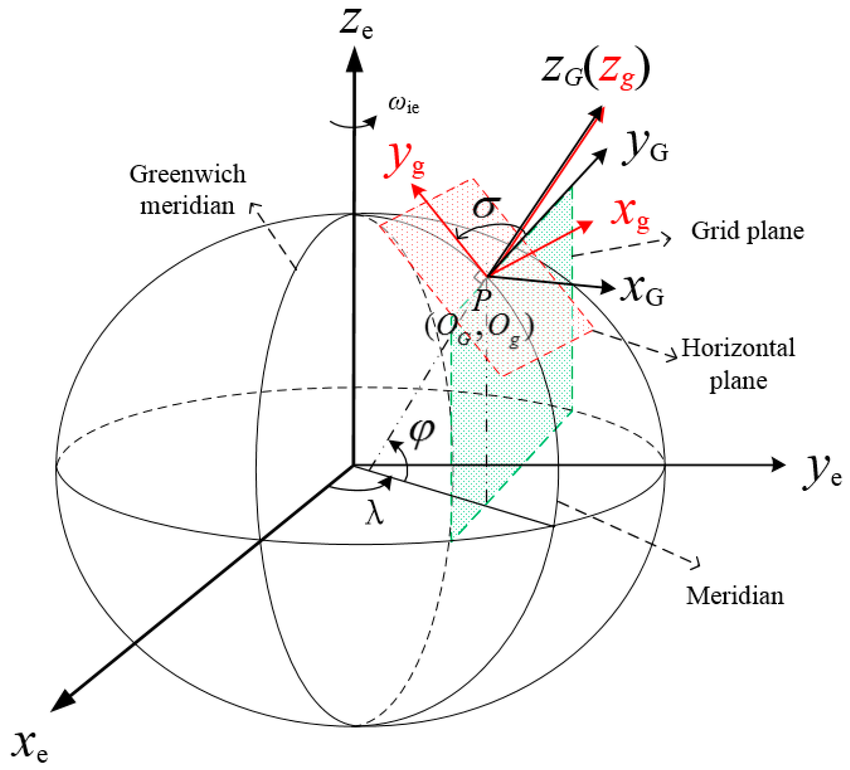 z_e
ω_ie
z_G(z_g)
y_G
y_g
Greenwich
meridian
σ
x_g
Grid plane
x_G
P
(O_G, O_g)
Horizontal
plane
φ
y_e
λ
Meridian
x_e